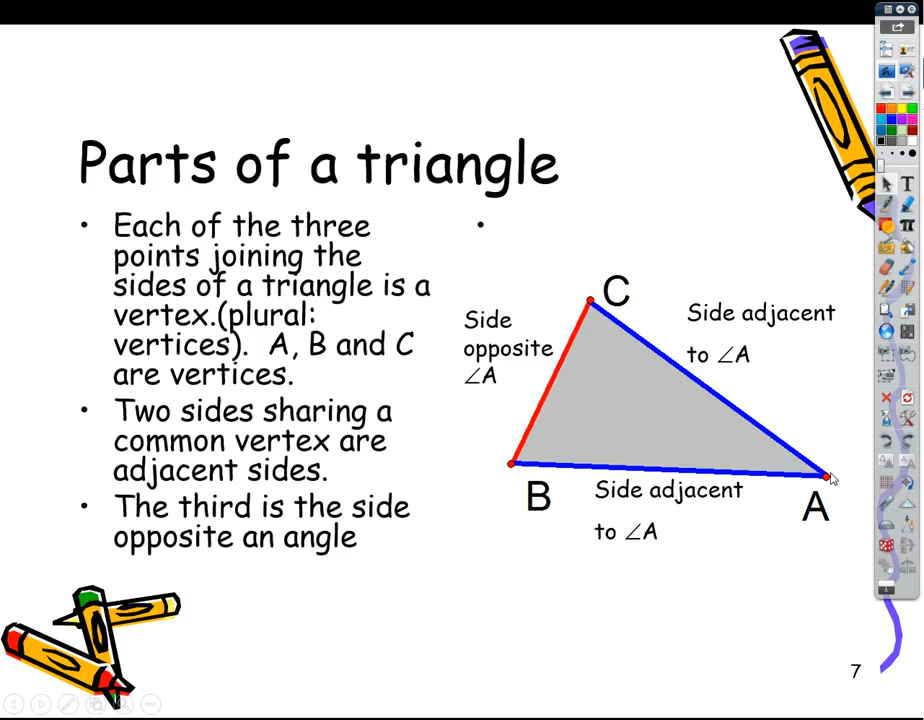 Parts of a triangle
• Each of the three
points joining the
sides of a triangle is a
vertex.(plural:
vertices). A, B and C
are vertices.
• Two sides sharing a
common vertex are
adjacent sides.
• The third is the side
opposite an angle
•
C
Side
opposite
∠A
Side adjacent
to ∠A
B
Side adjacent
to ∠A
A
7
T
π